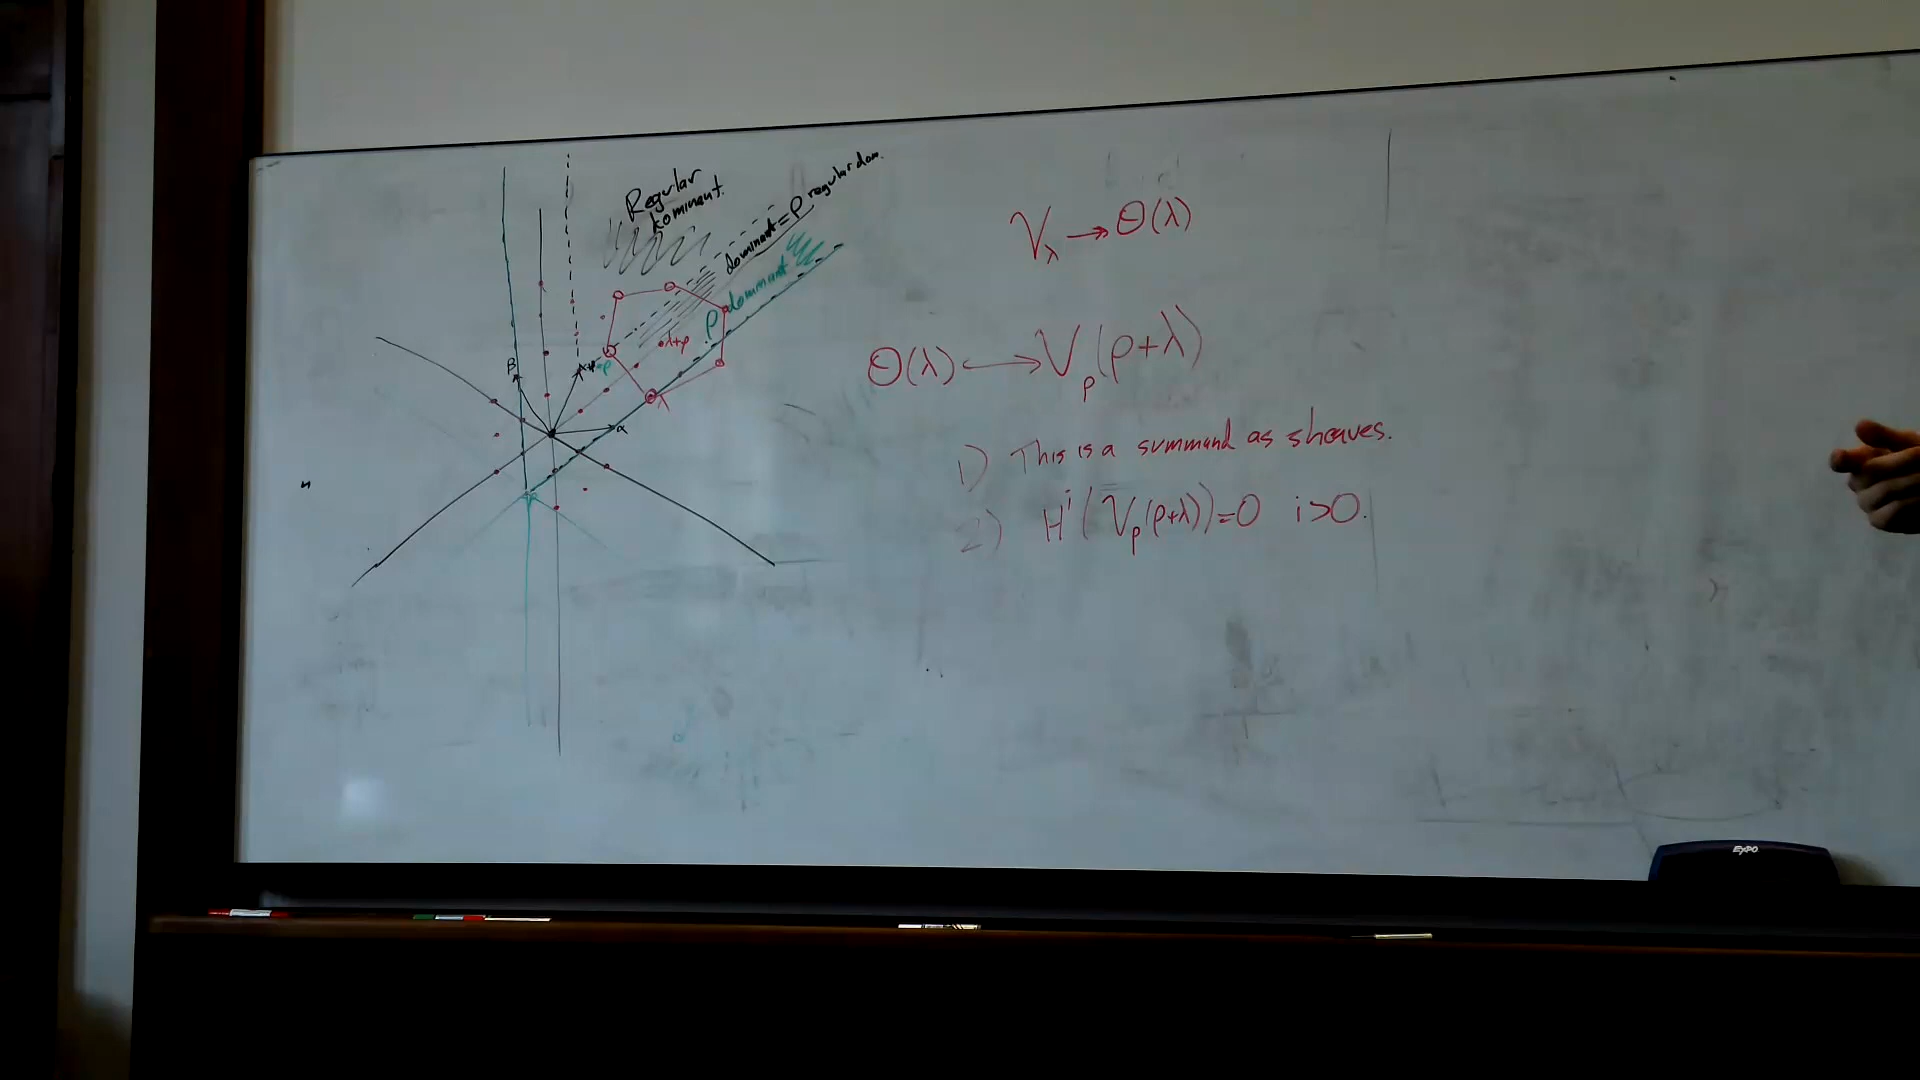 Regular
dominant.
dominant = ρ regular dom.
ρ dominant
λ+ρ
β
α
λ
V_λ ↠ Θ(λ)
Θ(λ) ⟶ V_ρ(ρ+λ)
1) This is a summand as sheaves.
2) Hⁱ(V_ρ(ρ+λ))=0 i>0.
EXPO